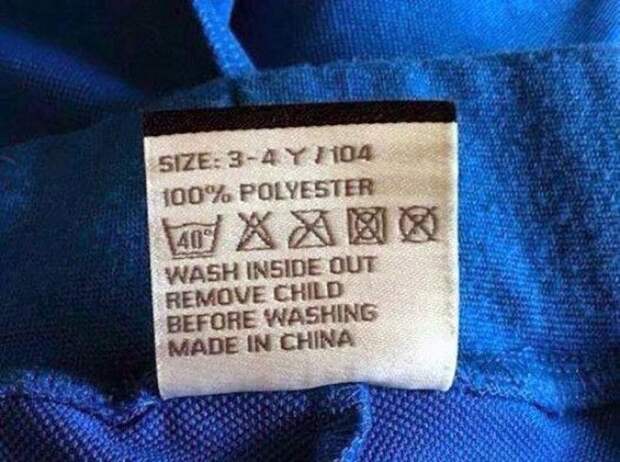 SIZE: 3-4 Y / 104
100% POLYESTER
40°
WASH INSIDE OUT
REMOVE CHILD
BEFORE WASHING
MADE IN CHINA